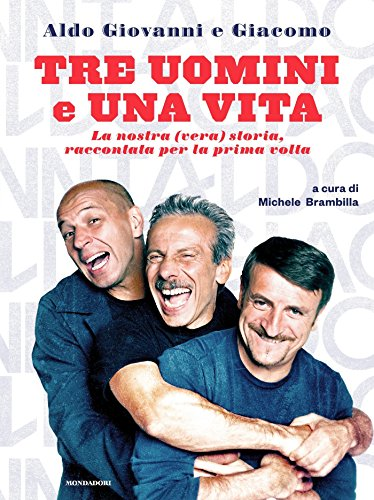 Aldo Giovanni e Giacomo
TRE UOMINI
e UNA VITA
La nostra (vera) storia,
raccontata per la prima volta
a cura di
Michele Brambilla
MONDADORI